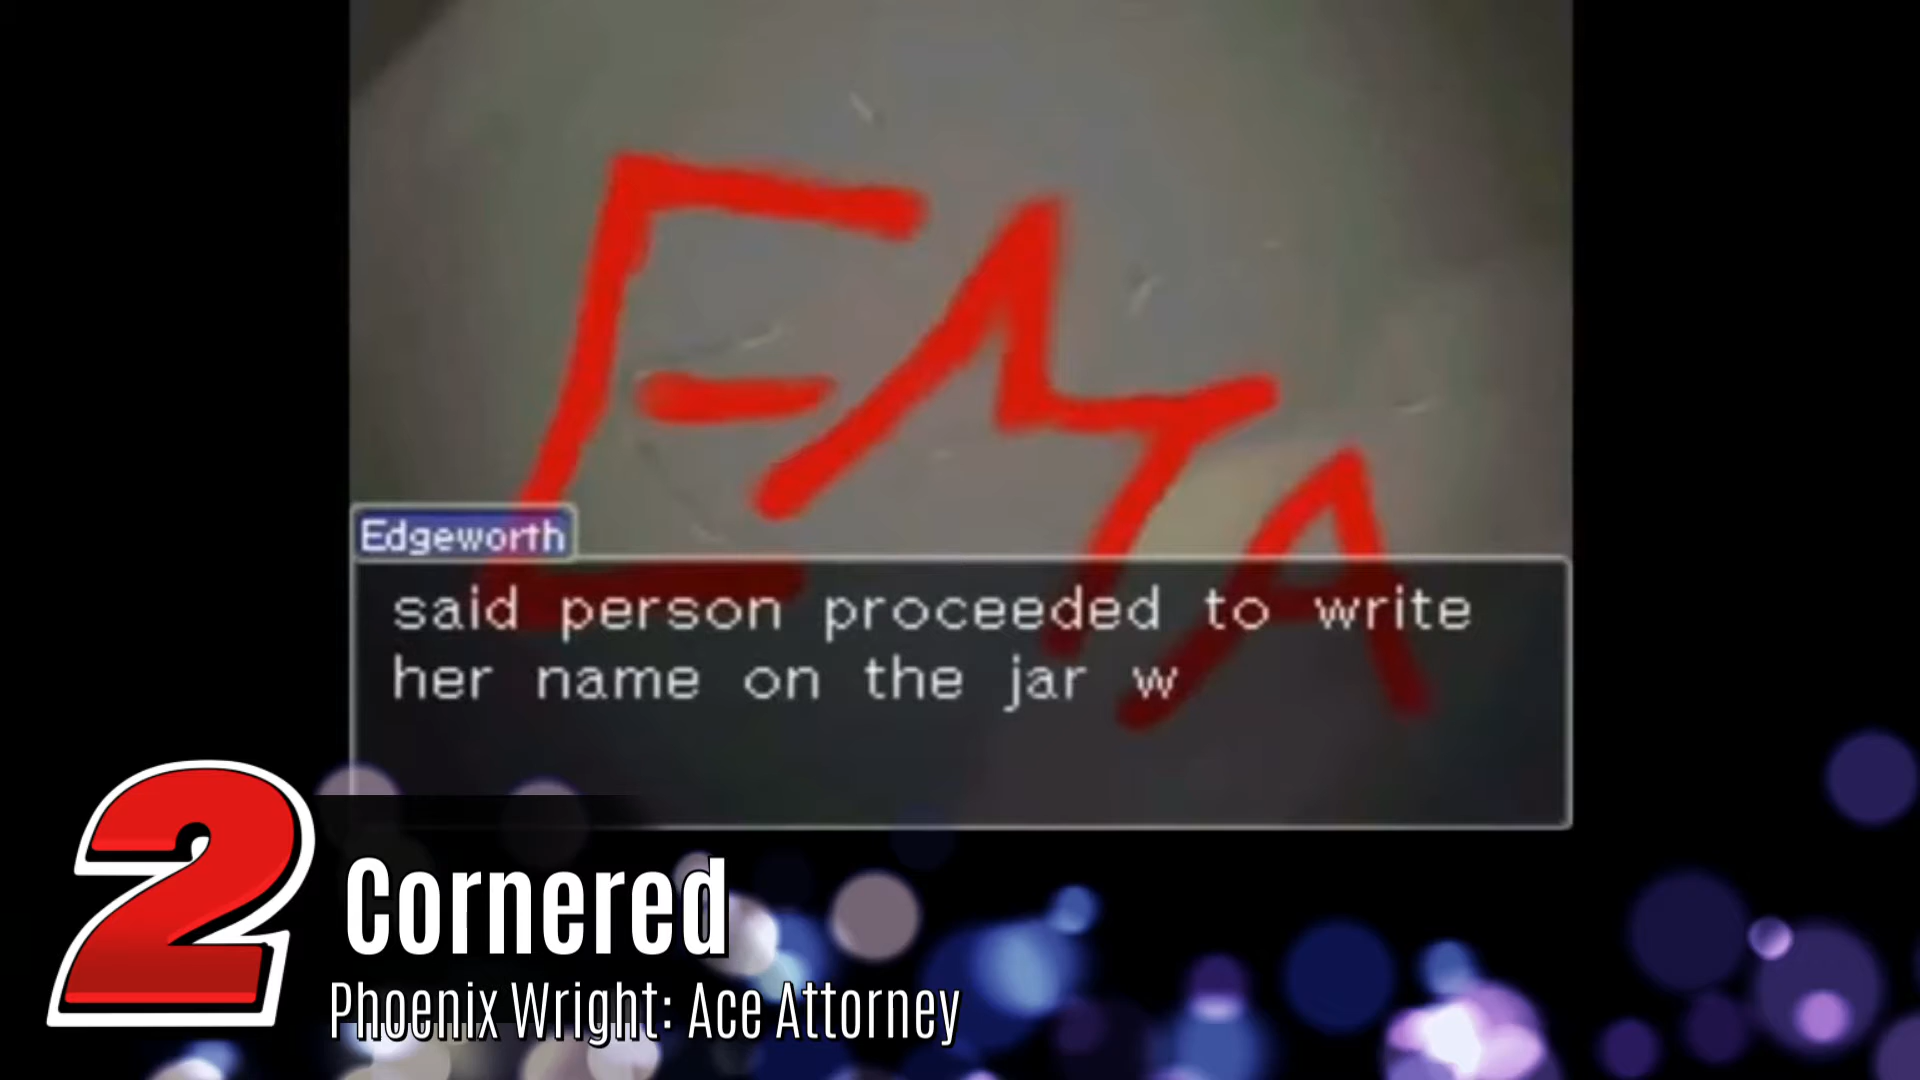 EMA
Edgeworth
said person proceeded to write
her name on the jar w
2
Cornered
Phoenix Wright: Ace Attorney